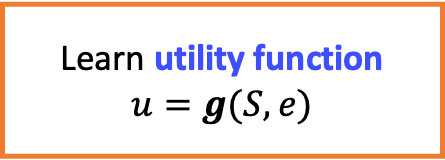 Learn utility function
u = g(S, e)